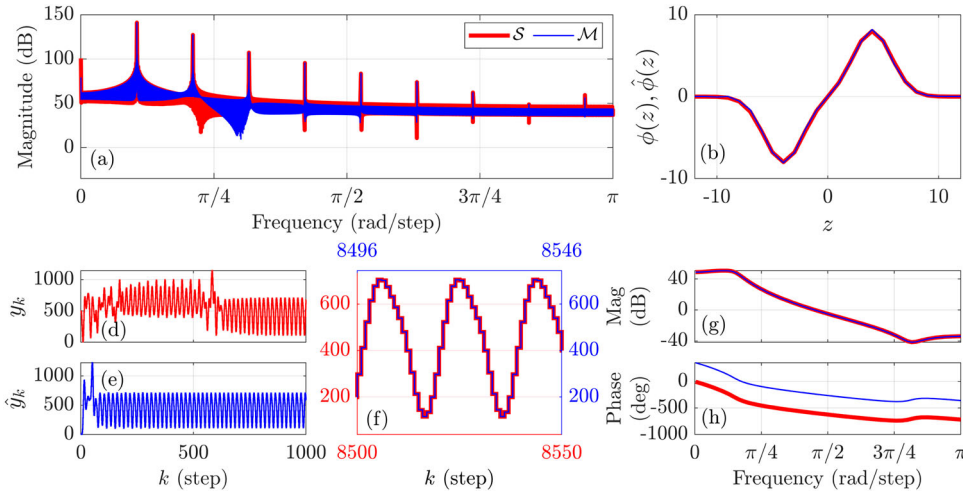 150
100
50
0
Magnitude (dB)
(a)
S M
0 π/4 π/2 3π/4 π
Frequency (rad/step)
10
0
-10
ϕ(z), ϕ̂(z)
(b)
-10 0 10
z
1000
500
0
y_k
(d)
1000
500
0
ŷ_k
(e)
0 500 1000
k (step)
8496 8546
600
400
200
600
400
200
(f)
8500 8550
k (step)
40
0
-40
Mag
(dB)
(g)
0
-500
-1000
Phase
(deg)
(h)
0 π/4 π/2 3π/4 π
Frequency (rad/step)